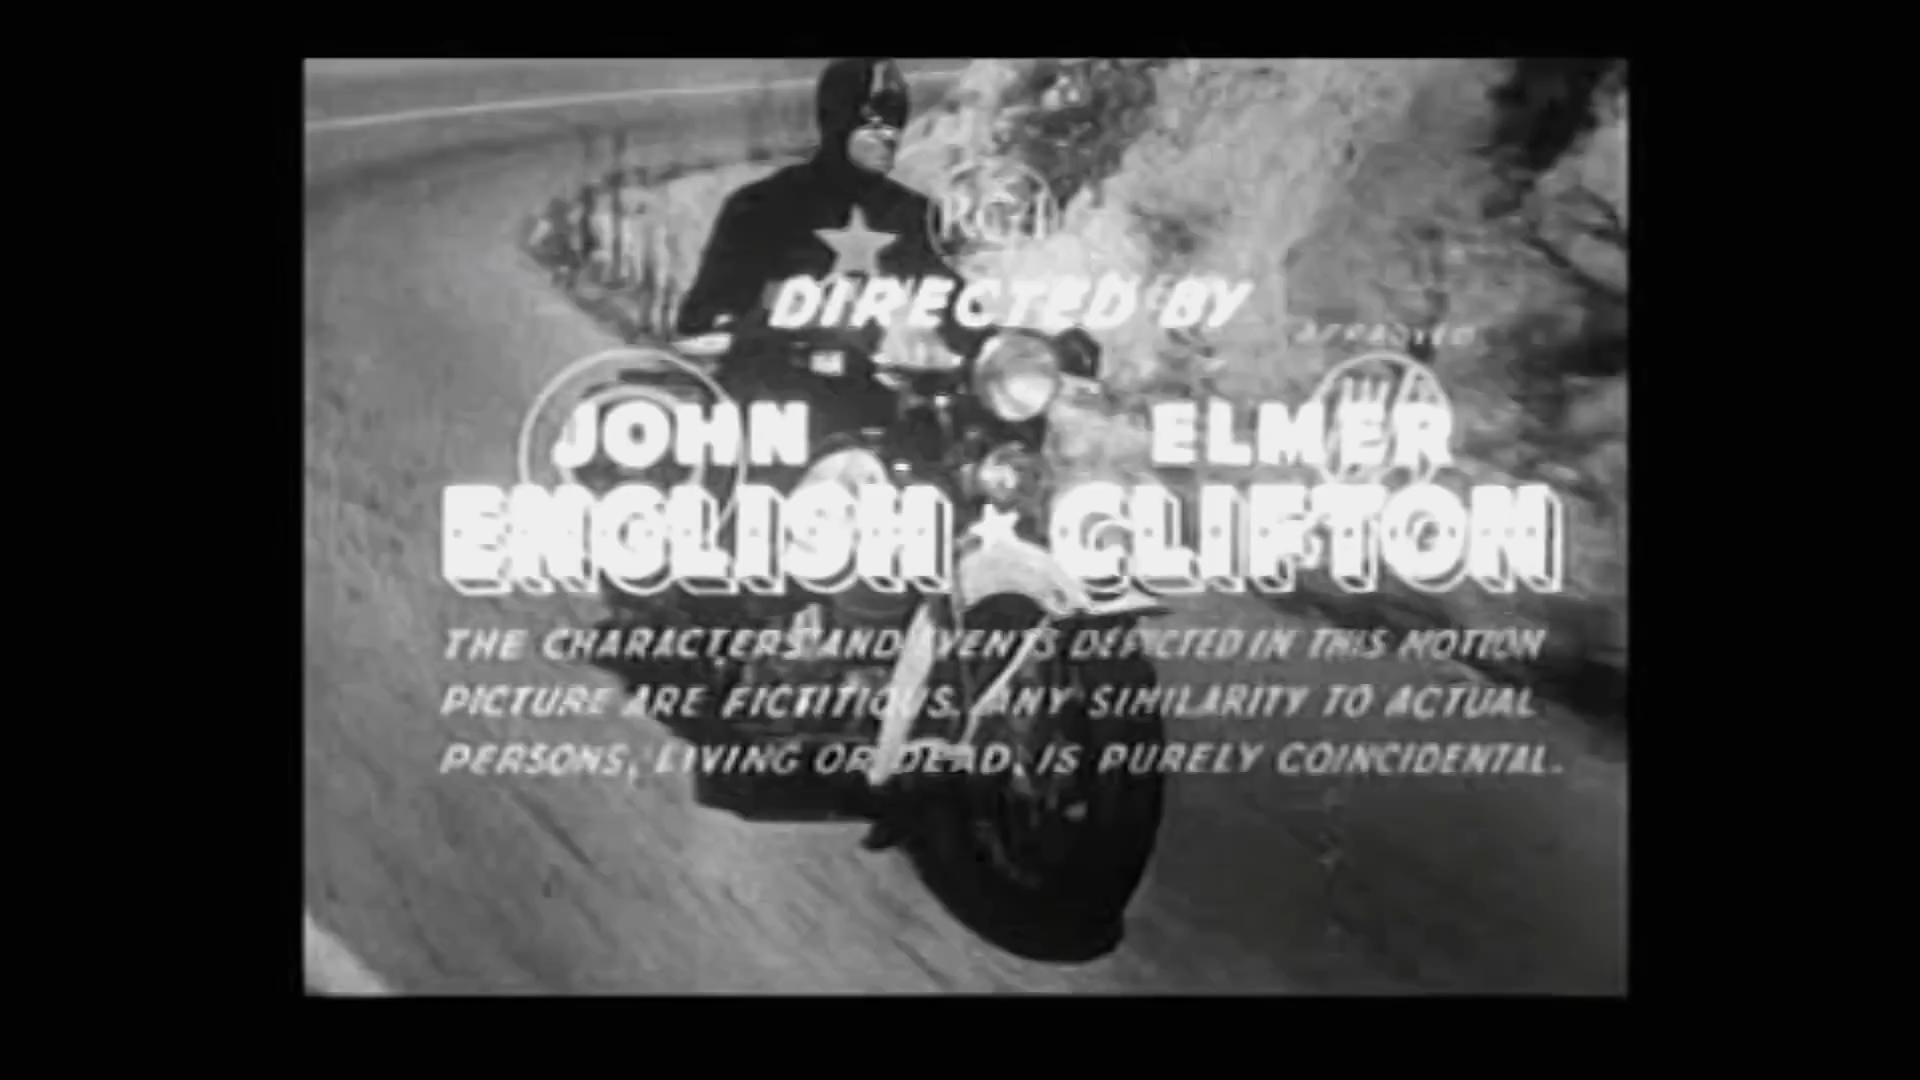 DIRECTED BY
APPROVED
JOHN ELMER
ENGLISH CLIFTON
THE CHARACTERS AND EVENTS DEPICTED IN THIS MOTION
PICTURE ARE FICTITIOUS. ANY SIMILARITY TO ACTUAL
PERSONS, LIVING OR DEAD, IS PURELY COINCIDENTAL.